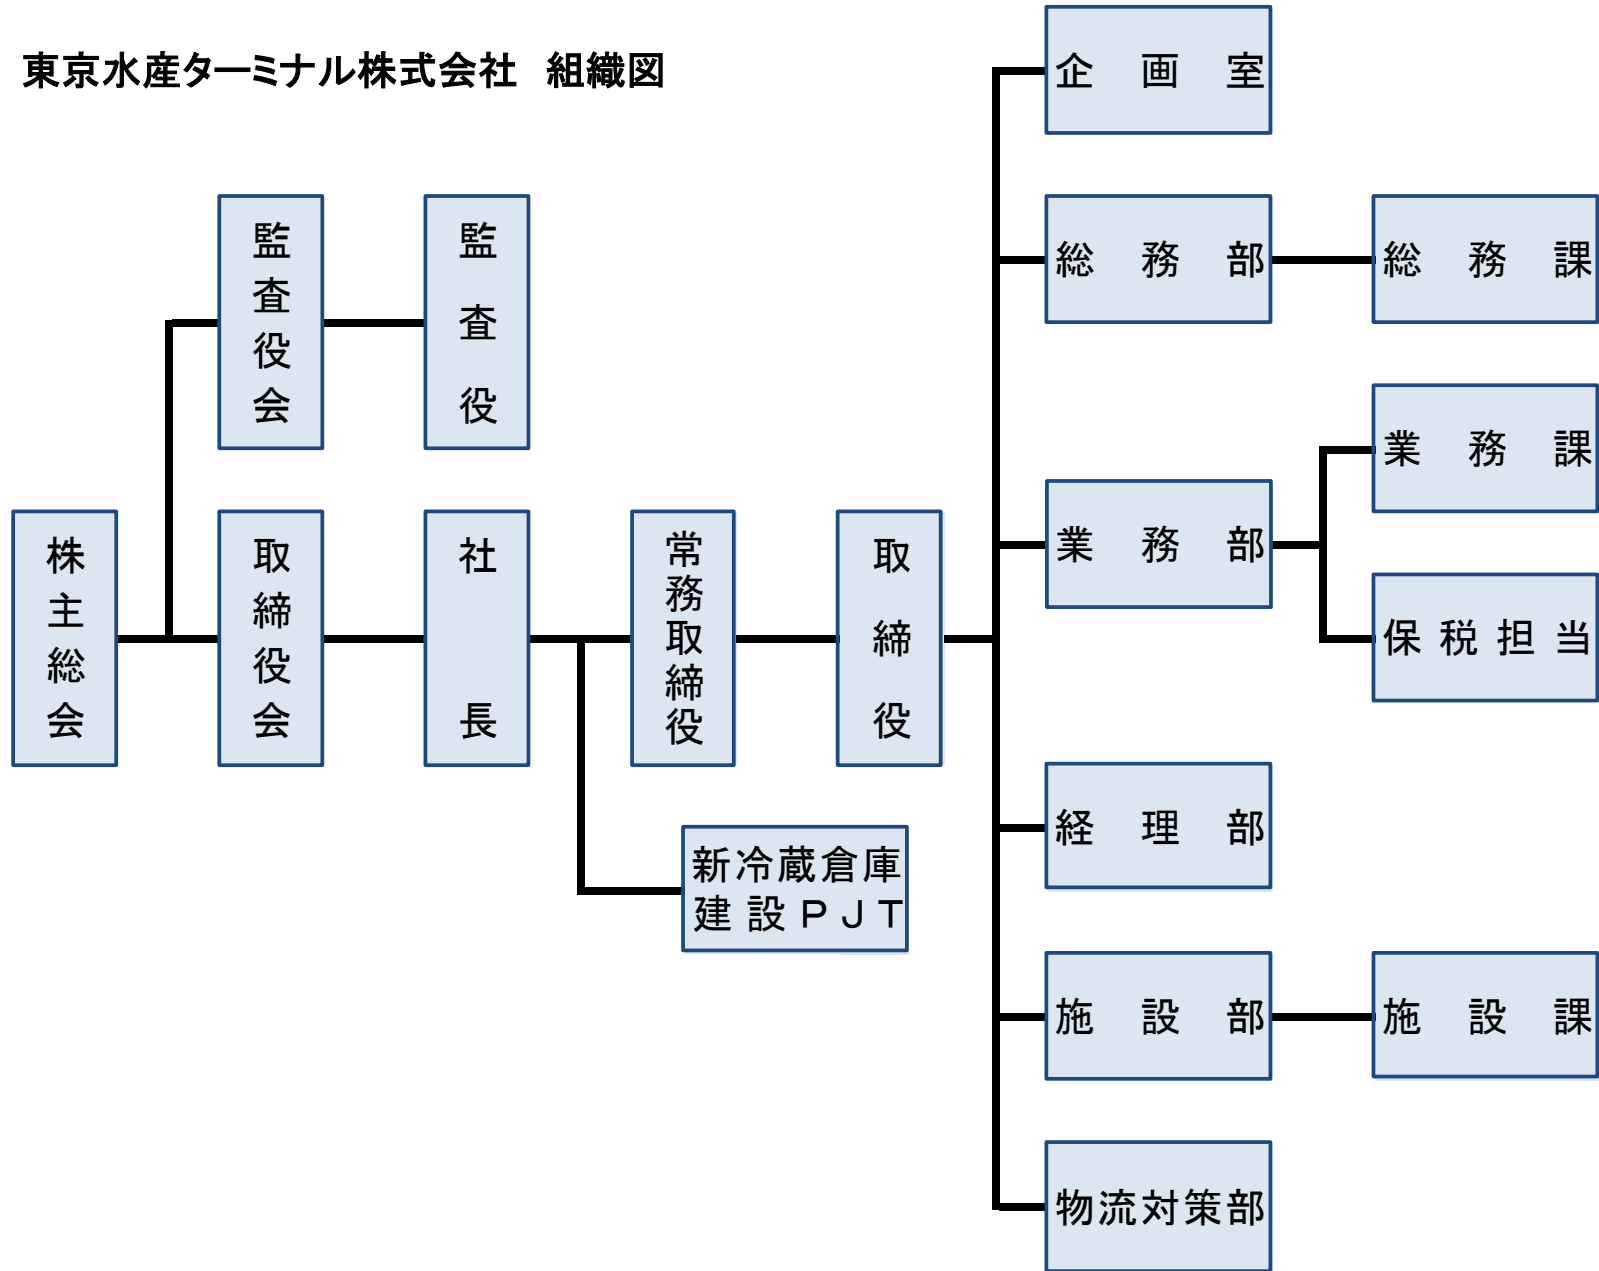 東京水産ターミナル株式会社 組織図
企画室
監査役会
監査役
総務部
総務課
業務課
株主総会
取締役会
社長
常務取締役
取締役
業務部
保税担当
経理部
新冷蔵倉庫
建設PJT
施設部
施設課
物流対策部